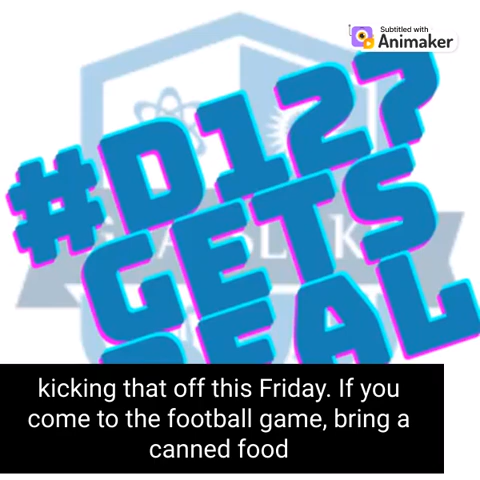 Subtitled with
Animaker
#D127
GETS
REAL
kicking that off this Friday. If you
come to the football game, bring a
canned food